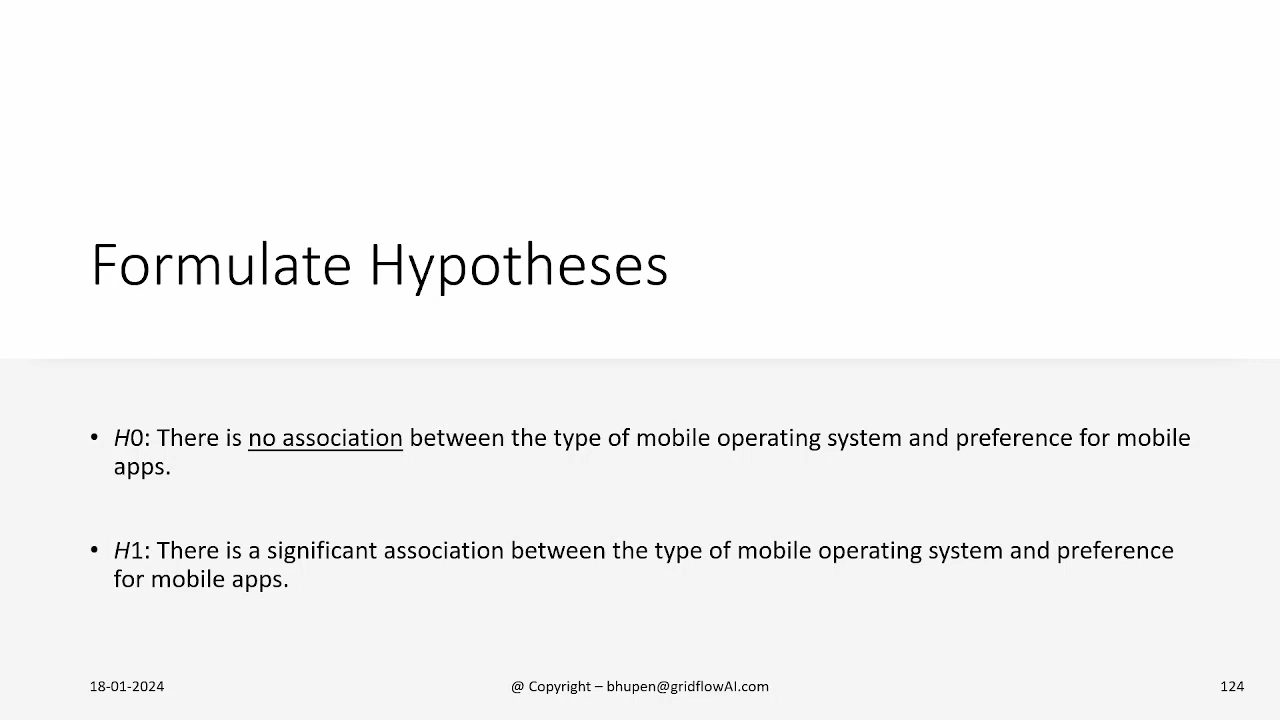 Formulate Hypotheses
• H0: There is no association between the type of mobile operating system and preference for mobile
apps.
• H1: There is a significant association between the type of mobile operating system and preference
for mobile apps.
18-01-2024
@ Copyright – bhupen@gridflowAI.com
124